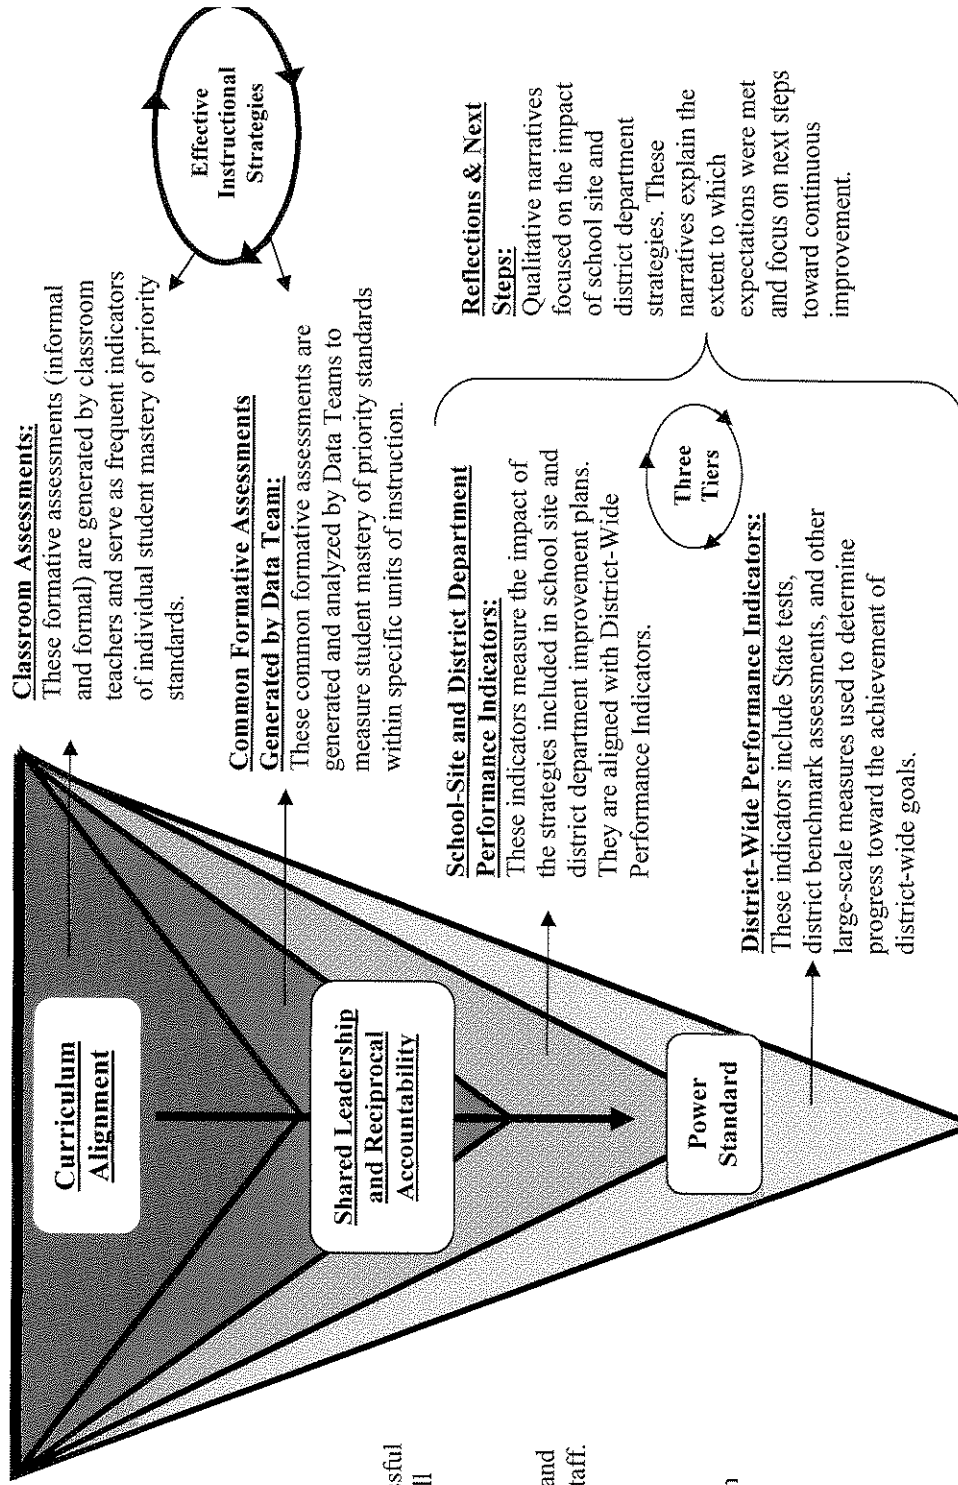 Classroom Assessments:
These formative assessments (informal
and formal) are generated by classroom
teachers and serve as frequent indicators
of individual student mastery of priority
standards.
Effective
Instructional
Strategies
Common Formative Assessments
Generated by Data Team:
These common formative assessments are
generated and analyzed by Data Teams to
measure student mastery of priority standards
within specific units of instruction.
School-Site and District Department
Performance Indicators:
These indicators measure the impact of
the strategies included in school site and
district department improvement plans.
They are aligned with District-Wide
Performance Indicators.
Three
Tiers
District-Wide Performance Indicators:
These indicators include State tests,
district benchmark assessments, and other
large-scale measures used to determine
progress toward the achievement of
district-wide goals.
Reflections & Next
Steps:
Qualitative narratives
focused on the impact
of school site and
district department
strategies. These
narratives explain the
extent to which
expectations were met
and focus on next steps
toward continuous
improvement.
Curriculum
Alignment
Shared Leadership
and Reciprocal
Accountability
Power
Standard
and